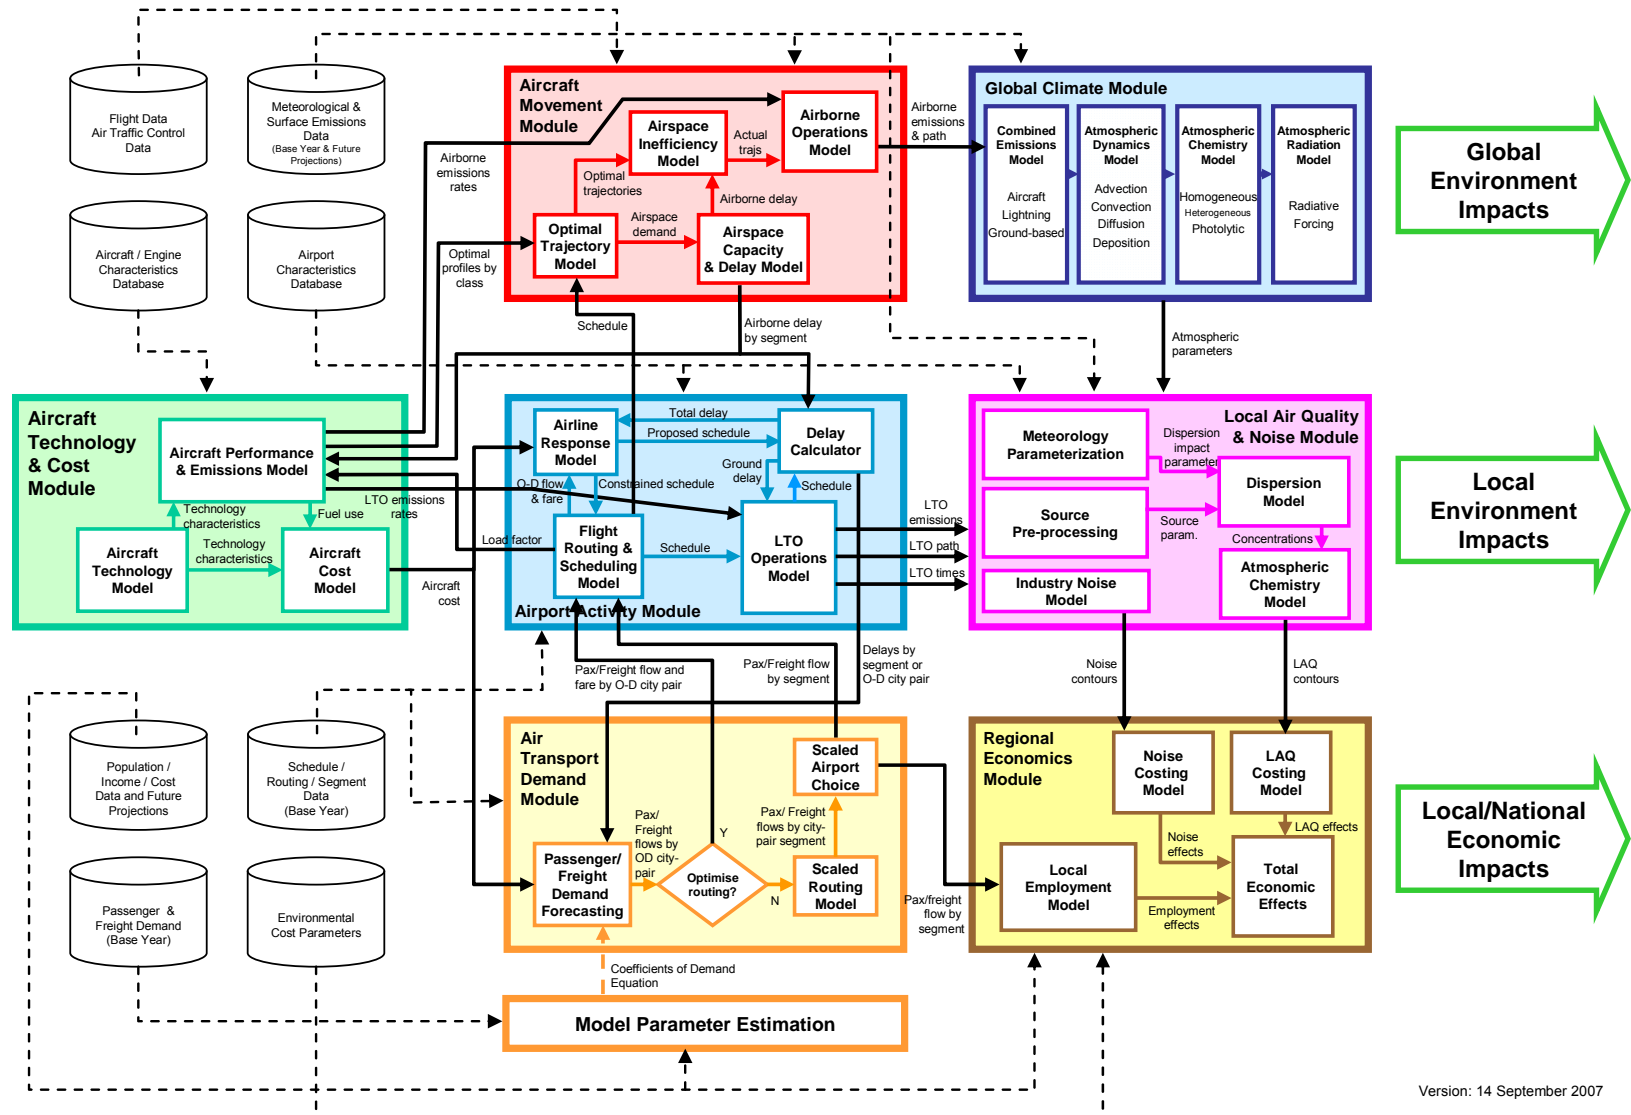 Flight Data
Air Traffic Control
Data
Meteorological &
Surface Emissions
Data
(Base Year & Future
Projections)
Aircraft / Engine
Characteristics
Database
Airport
Characteristics
Database
Aircraft
Movement
Module
Airspace
Inefficiency
Model
Actual
trajs
Airborne
Operations
Model
Optimal
trajectories
Airborne delay
Optimal
Trajectory
Model
Airspace
demand
Airspace
Capacity
& Delay Model
Airborne
emissions
rates
Optimal
profiles by
class
Airborne
emissions
& path
Global Climate Module
Combined
Emissions
Model
Aircraft
Lightning
Ground-based
Atmospheric
Dynamics
Model
Advection
Convection
Diffusion
Deposition
Atmospheric
Chemistry
Model
Homogeneous
Heterogeneous
Photolytic
Atmospheric
Radiation
Model
Radiative
Forcing
Global
Environment
Impacts
Schedule
Airborne delay
by segment
Atmospheric
parameters
Aircraft
Technology
& Cost
Module
Aircraft Performance
& Emissions Model
Technology
characteristics
Fuel use
LTO emissions
rates
Technology
characteristics
Aircraft
Technology
Model
Aircraft
Cost
Model
Aircraft
cost
Load factor
Airline
Response
Model
Total delay
Proposed schedule
Delay
Calculator
O-D flow
& fare
Constrained schedule
Ground
delay
Schedule
Flight
Routing &
Scheduling
Model
Schedule
LTO
Operations
Model
Airport Activity Module
LTO
emissions
LTO path
LTO times
Local Air Quality
& Noise Module
Meteorology
Parameterization
Dispersion
impact
parameter
Dispersion
Model
Source
Pre-processing
Source
param.
Concentrations
Industry Noise
Model
Atmospheric
Chemistry
Model
Local
Environment
Impacts
Pax/Freight flow and
fare by O-D city pair
Pax/Freight flow
by segment
Delays by
segment or
O-D city pair
Noise
contours
LAQ
contours
Population /
Income / Cost
Data and Future
Projections
Schedule /
Routing / Segment
Data
(Base Year)
Passenger &
Freight Demand
(Base Year)
Environmental
Cost Parameters
Air
Transport
Demand
Module
Scaled
Airport
Choice
Pax/
Freight
flows by
OD city-
pair
Y
Pax/ Freight
flows by city-
pair segment
Passenger/
Freight
Demand
Forecasting
Optimise
routing?
N
Scaled
Routing
Model
Pax/freight
flow by
segment
Regional
Economics
Module
Noise
Costing
Model
LAQ
Costing
Model
Noise
effects
LAQ effects
Local
Employment
Model
Employment
effects
Total
Economic
Effects
Local/National
Economic
Impacts
Coefficients of Demand
Equation
Model Parameter Estimation
Version: 14 September 2007